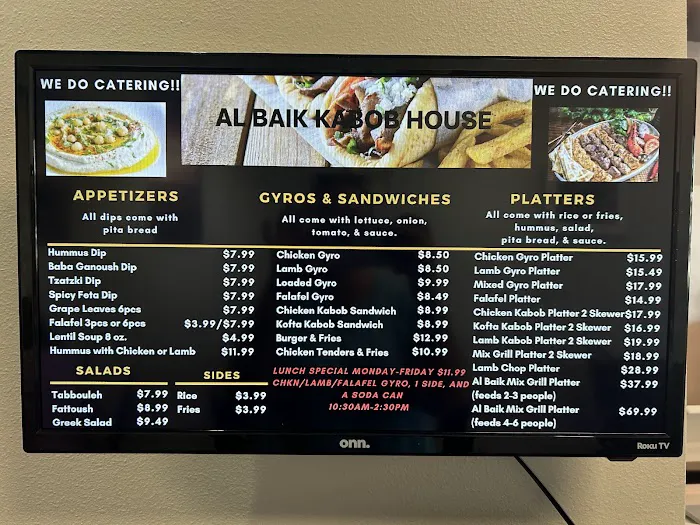 WE DO CATERING!!
AL BAIK KABOB HOUSE
WE DO CATERING!!
APPETIZERS
All dips come with
pita bread
Hummus Dip $7.99
Baba Ganoush Dip $7.99
Tzatzki Dip $7.99
Spicy Feta Dip $7.99
Grape Leaves 6pcs $7.99
Falafel 3pcs or 6pcs $3.99/$7.99
Lentil Soup 8 oz. $4.99
Hummus with Chicken or Lamb $11.99
SALADS
Tabbouleh $7.99
Fattoush $8.99
Greek Salad $9.49
SIDES
Rice $3.99
Fries $3.99
GYROS & SANDWICHES
All come with lettuce, onion,
tomato, & sauce.
Chicken Gyro $8.50
Lamb Gyro $8.50
Loaded Gyro $9.99
Falafel Gyro $8.49
Chicken Kabob Sandwich $8.99
Kofta Kabob Sandwich $8.99
Burger & Fries $12.99
Chicken Tenders & Fries $10.99
LUNCH SPECIAL MONDAY-FRIDAY $11.99
CHKN/LAMB/FALAFEL GYRO, 1 SIDE, AND
A SODA CAN
10:30AM-2:30PM
PLATTERS
All come with rice or fries,
hummus, salad,
pita bread, & sauce.
Chicken Gyro Platter $15.99
Lamb Gyro Platter $15.49
Mixed Gyro Platter $17.99
Falafel Platter $14.99
Chicken Kabob Platter 2 Skewer $17.99
Kofta Kabob Platter 2 Skewer $16.99
Lamb Kabob Platter 2 Skewer $19.99
Mix Grill Platter 2 Skewer $18.99
Lamb Chop Platter $28.99
Al Baik Mix Grill Platter $37.99
(feeds 2-3 people)
Al Baik Mix Grill Platter $69.99
(feeds 4-6 people)
onn.
Roku TV